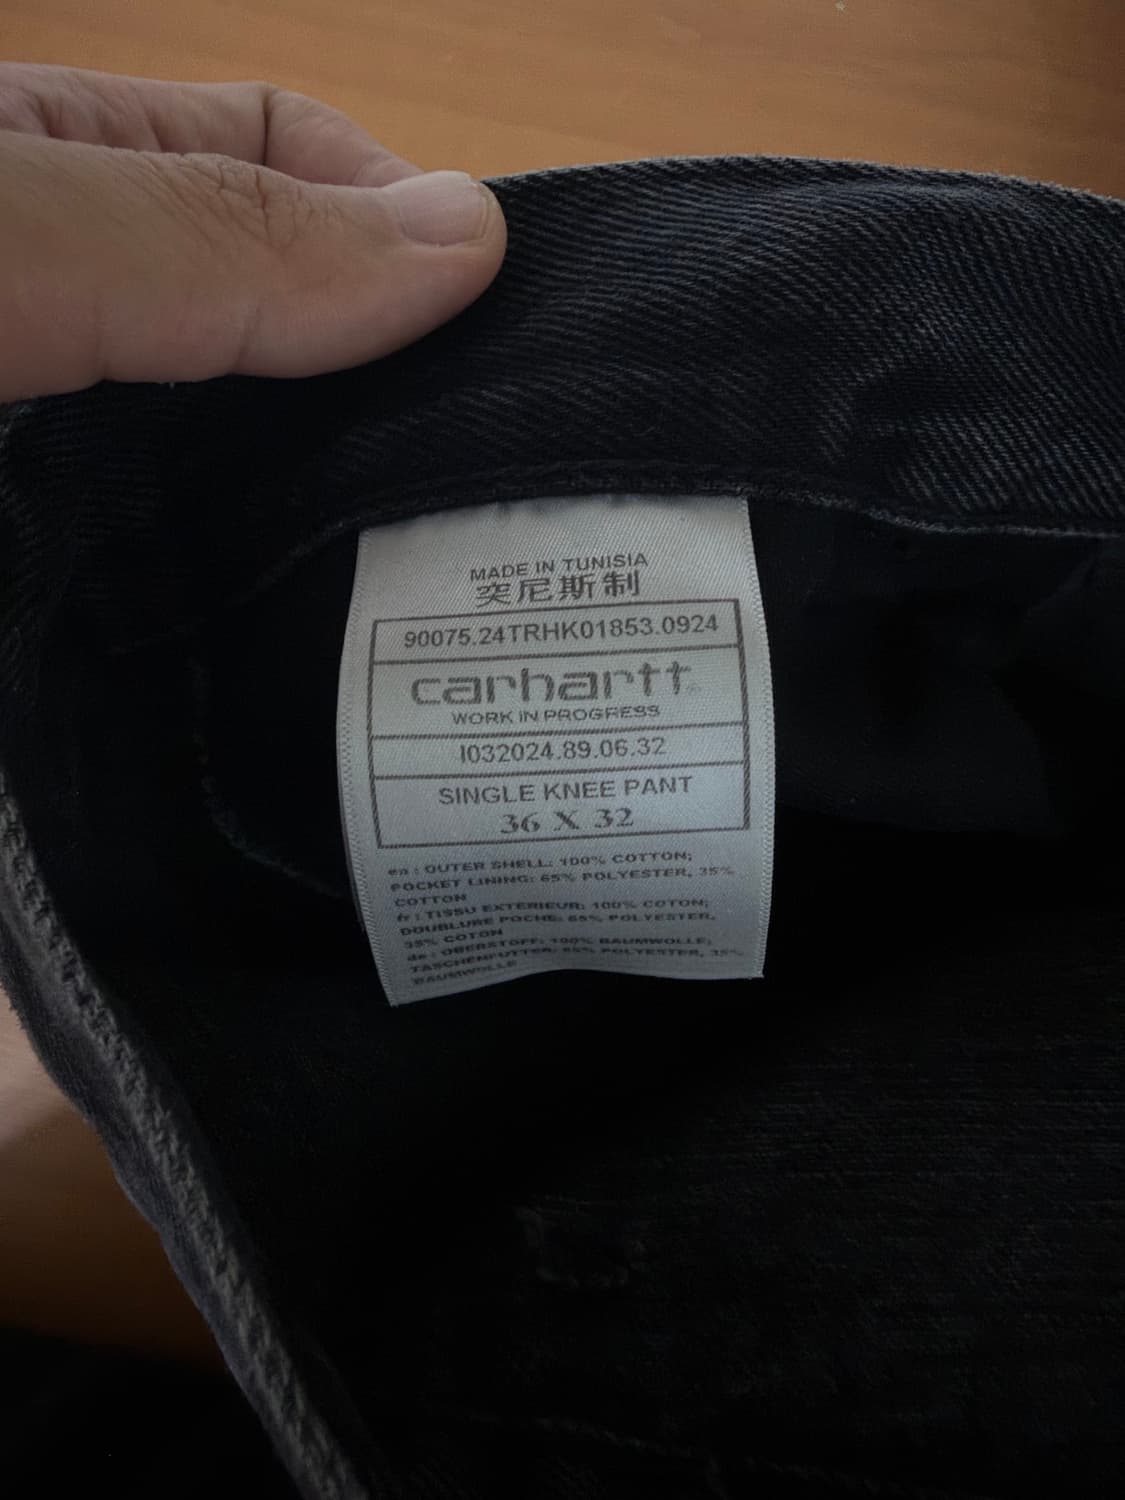 MADE IN TUNISIA
突尼斯制
90075.24TRHK01853.0924
carhartt®
WORK IN PROGRESS
I032024.89.06.32
SINGLE KNEE PANT
36 X 32
en : OUTER SHELL: 100% COTTON;
POCKET LINING: 65% POLYESTER, 35%
COTTON
fr : TISSU EXTERIEUR: 100% COTON;
DOUBLURE POCHE: 65% POLYESTER,
35% COTON
de : OBERSTOFF: 100% BAUMWOLLE;
TASCHENFUTTER: 65% POLYESTER, 35%
BAUMWOLLE